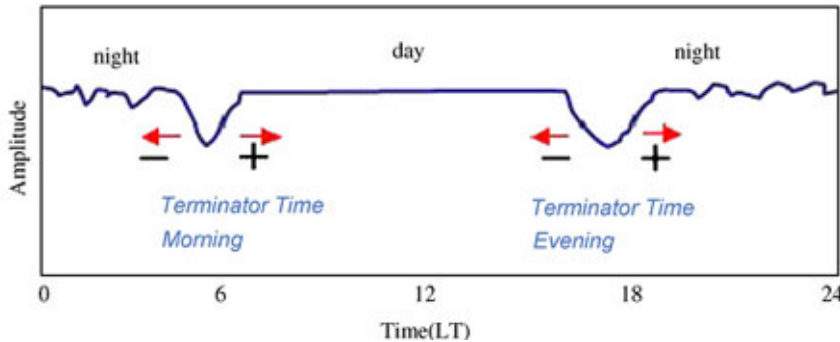 night
day
night
Amplitude
− +
− +
Terminator Time
Morning
Terminator Time
Evening
0 6 12 18 24
Time(LT)